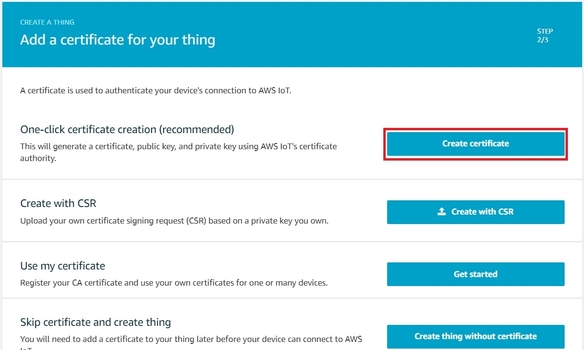 CREATE A THING
Add a certificate for your thing
STEP
2/3
A certificate is used to authenticate your device's connection to AWS IoT.
One-click certificate creation (recommended)
This will generate a certificate, public key, and private key using AWS IoT's certificate
authority.
Create certificate
Create with CSR
Upload your own certificate signing request (CSR) based on a private key you own.
Create with CSR
Use my certificate
Register your CA certificate and use your own certificates for one or many devices.
Get started
Skip certificate and create thing
You will need to add a certificate to your thing later before your device can connect to AWS
Create thing without certificate